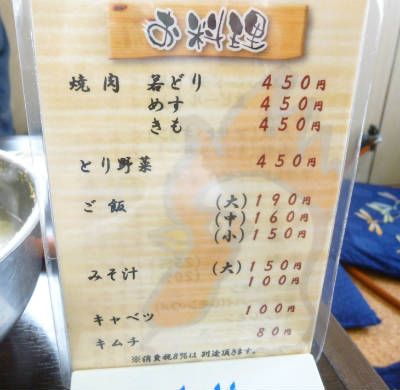 お料理
焼肉 若どり 450円
めす 450円
きも 450円
とり野菜 450円
ご飯 (大) 190円
(中) 160円
(小) 150円
みそ汁 (大) 150円
100円
キャベツ 100円
キムチ 80円
※消費税8%は別途頂きます。